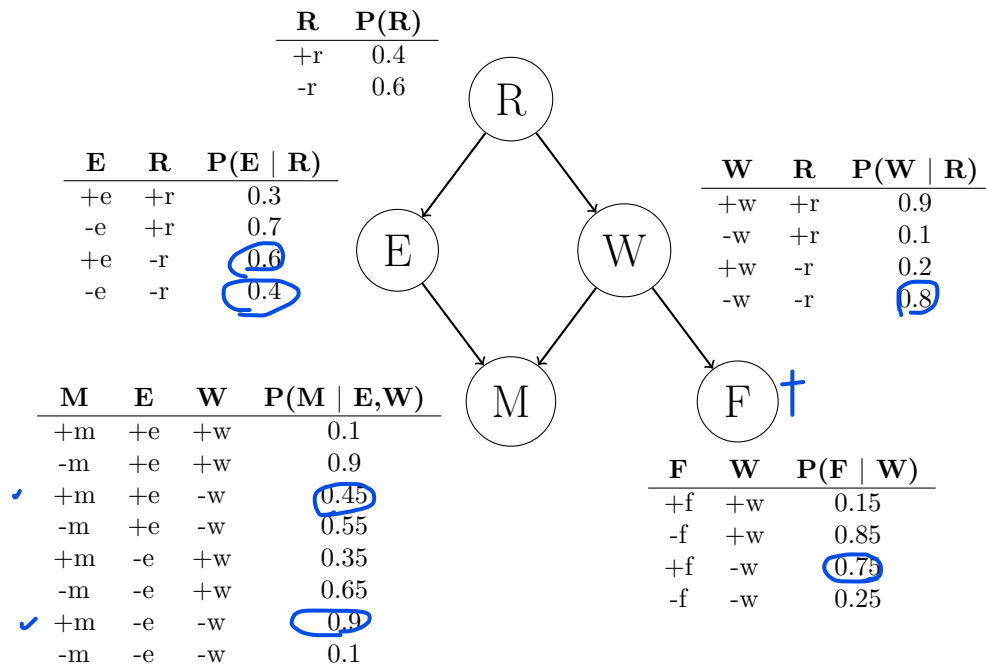 R P(R)
+r 0.4
-r 0.6
R
E R P(E | R)
+e +r 0.3
-e +r 0.7
+e -r 0.6
-e -r 0.4
W R P(W | R)
+w +r 0.9
-w +r 0.1
+w -r 0.2
-w -r 0.8
E
W
M E W P(M | E,W)
+m +e +w 0.1
-m +e +w 0.9
+m +e -w 0.45
-m +e -w 0.55
+m -e +w 0.35
-m -e +w 0.65
+m -e -w 0.9
-m -e -w 0.1
M
F †
F W P(F | W)
+f +w 0.15
-f +w 0.85
+f -w 0.75
-f -w 0.25